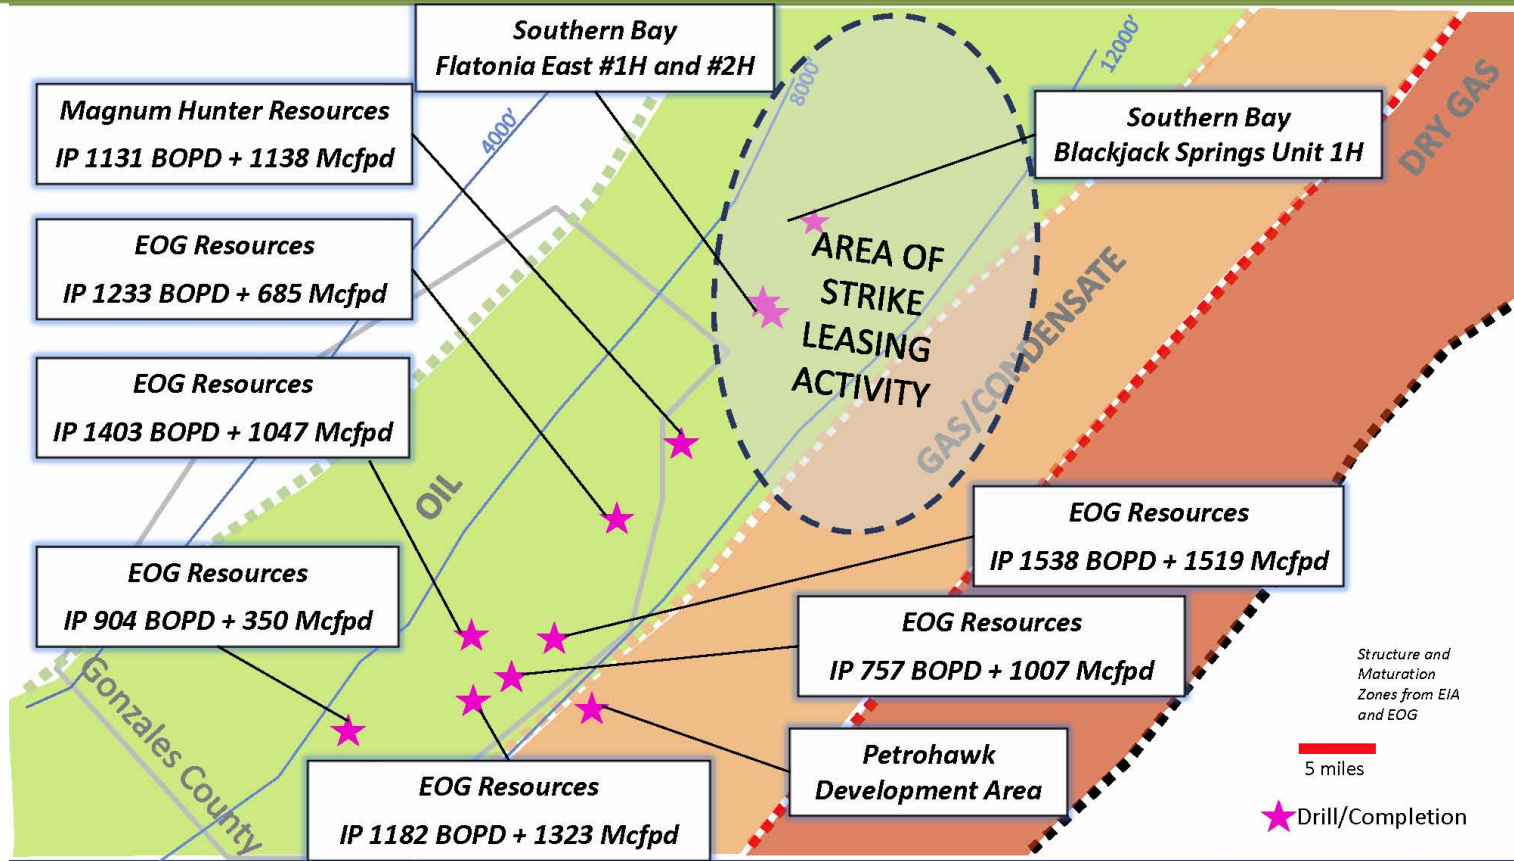 Southern Bay
Flatonia East #1H and #2H
Magnum Hunter Resources
IP 1131 BOPD + 1138 Mcfpd
EOG Resources
IP 1233 BOPD + 685 Mcfpd
EOG Resources
IP 1403 BOPD + 1047 Mcfpd
EOG Resources
IP 904 BOPD + 350 Mcfpd
EOG Resources
IP 1182 BOPD + 1323 Mcfpd
Southern Bay
Blackjack Springs Unit 1H
EOG Resources
IP 1538 BOPD + 1519 Mcfpd
EOG Resources
IP 757 BOPD + 1007 Mcfpd
Petrohawk
Development Area
4000'
8000'
12000'
AREA OF
STRIKE
LEASING
ACTIVITY
OIL
GAS/CONDENSATE
DRY GAS
Gonzales County
Structure and
Maturation
Zones from EIA
and EOG
5 miles
Drill/Completion